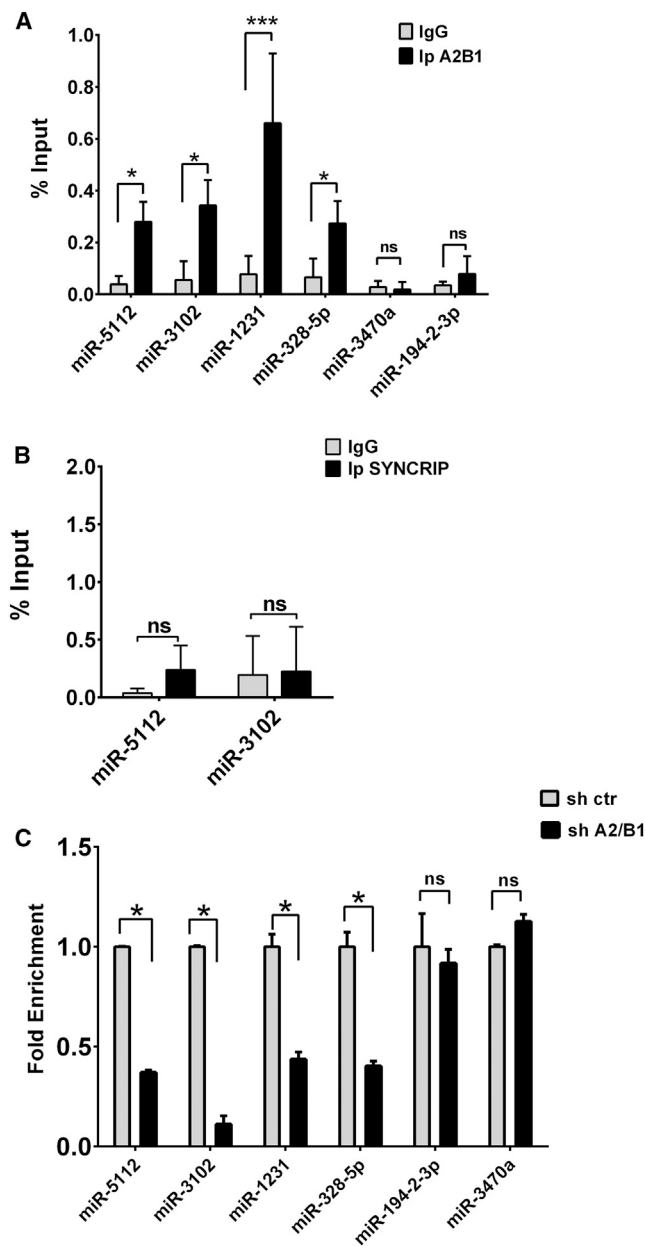 A
IgG
Ip A2B1
% Input
1.0
0.8
0.6
0.4
0.2
0.0
*
*
***
*
ns
ns
miR-5112
miR-3102
miR-1231
miR-328-5p
miR-3470a
miR-194-2-3p
B
IgG
Ip SYNCRIP
% Input
2.0
1.5
1.0
0.5
0.0
ns
ns
miR-5112
miR-3102
C
sh ctr
sh A2/B1
Fold Enrichment
1.5
1.0
0.5
0.0
*
*
*
*
ns
ns
miR-5112
miR-3102
miR-1231
miR-328-5p
miR-194-2-3p
miR-3470a